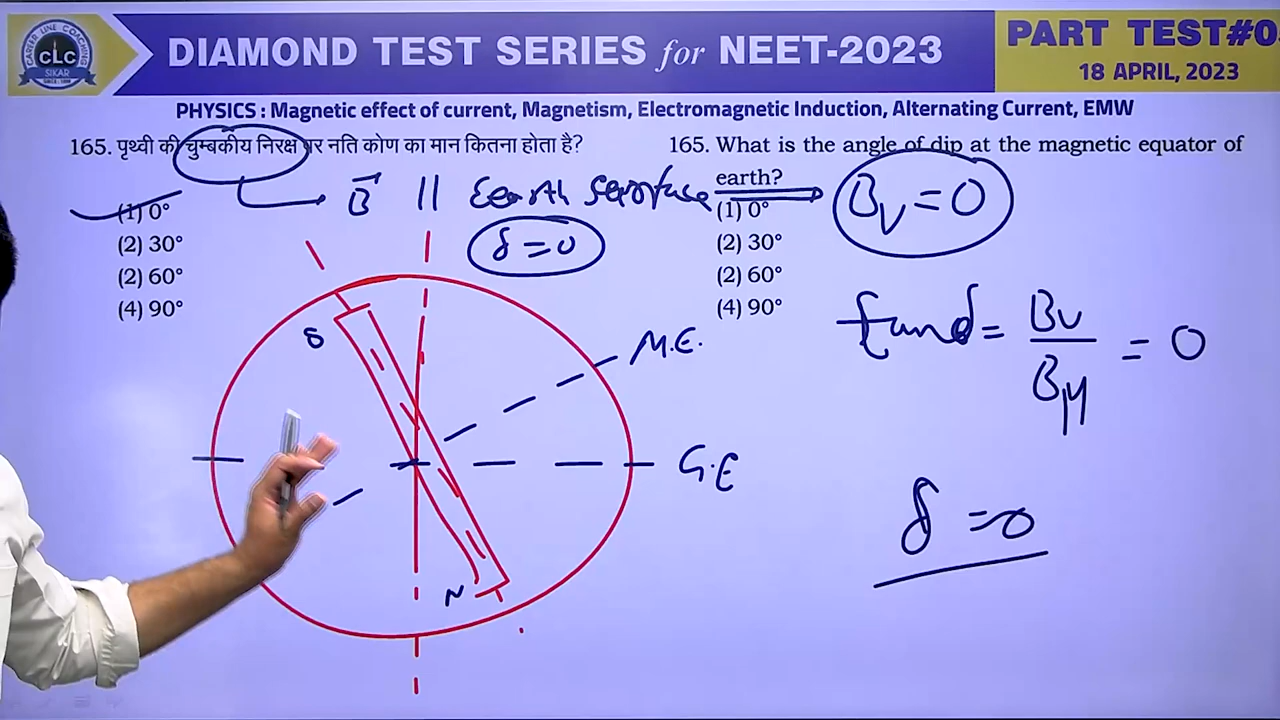 CAREER LINE COACHING
CLC
SIKAR
SINCE : 1996
DIAMOND TEST SERIES for NEET-2023
PART TEST#0
18 APRIL, 2023
PHYSICS : Magnetic effect of current, Magnetism, Electromagnetic Induction, Alternating Current, EMW
165. पृथ्वी की चुम्बकीय निरक्ष पर नति कोण का मान कितना होता है?
(1) 0°
(2) 30°
(2) 60°
(4) 90°
165. What is the angle of dip at the magnetic equator of
earth?
(1) 0°
(2) 30°
(2) 60°
(4) 90°
B⃗ || Earth surface
Bv = 0
δ = 0
S
M.E.
G.E
N
tanδ = Bv/BH = 0
δ = 0